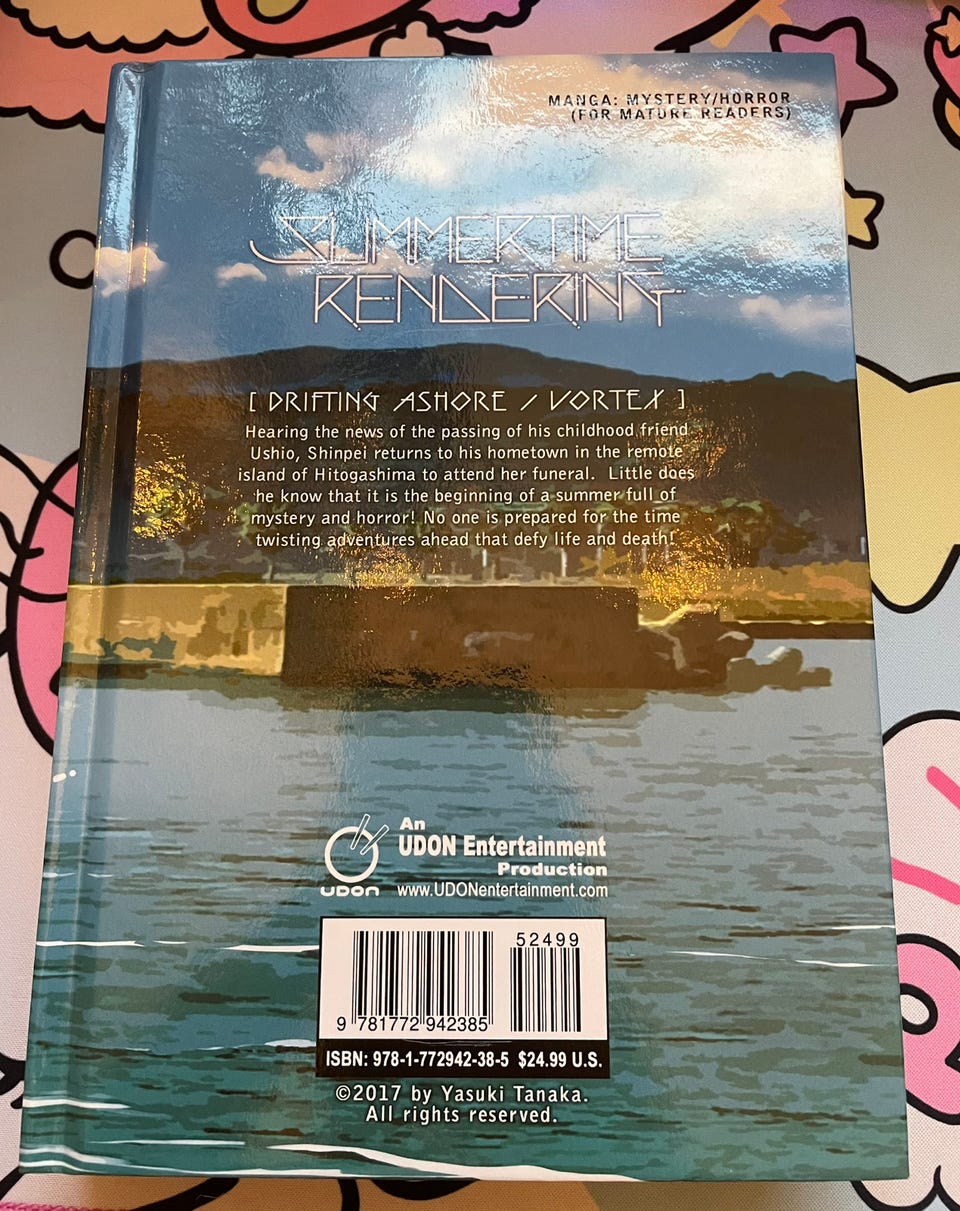 MANGA: MYSTERY/HORROR
(FOR MATURE READERS)
SUMMERTIME
RENDERING
[ DRIFTING ASHORE / VORTEX ]
Hearing the news of the passing of his childhood friend
Ushio, Shinpei returns to his hometown in the remote
island of Hitogashima to attend her funeral. Little does
he know that it is the beginning of a summer full of
mystery and horror! No one is prepared for the time
twisting adventures ahead that defy life and death!
An
UDON Entertainment
Production
UDON www.UDONentertainment.com
52499
9 781772 942385
ISBN: 978-1-772942-38-5 $24.99 U.S.
©2017 by Yasuki Tanaka.
All rights reserved.